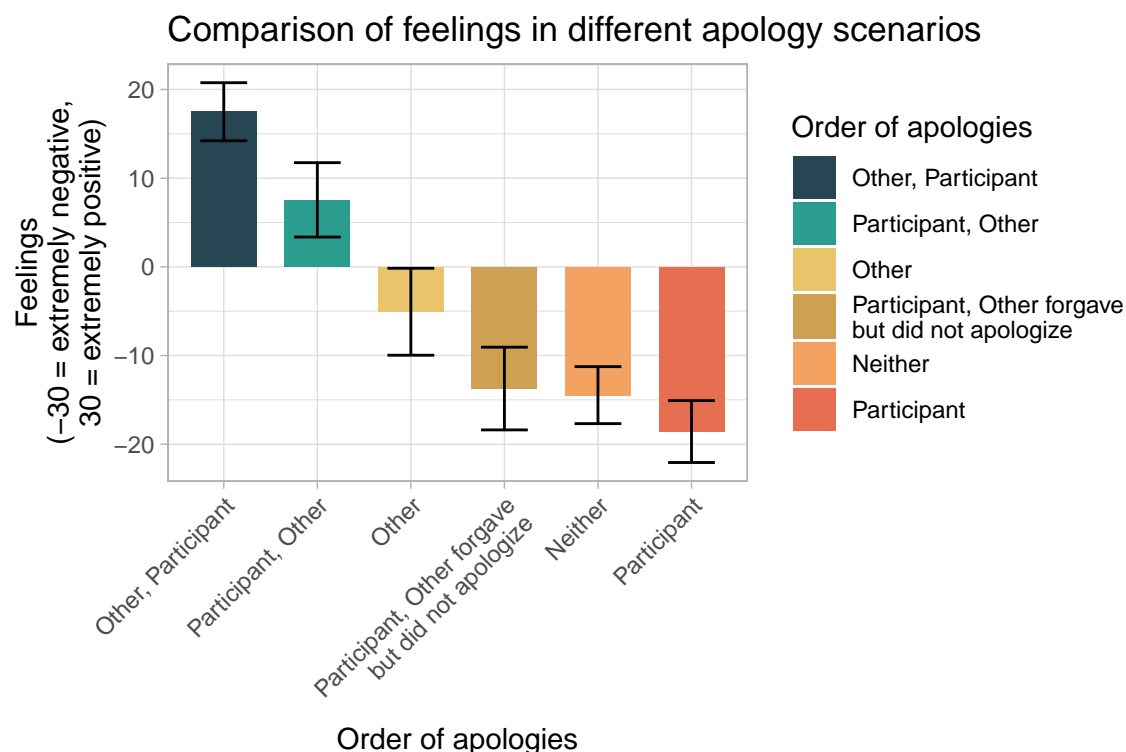 Comparison of feelings in different apology scenarios
Feelings
(−30 = extremely negative,
30 = extremely positive)
20
10
0
−10
−20
Other, Participant
Participant, Other
Other
Participant, Other forgave
but did not apologize
Neither
Participant
Order of apologies
Order of apologies
Other, Participant
Participant, Other
Other
Participant, Other forgave
but did not apologize
Neither
Participant